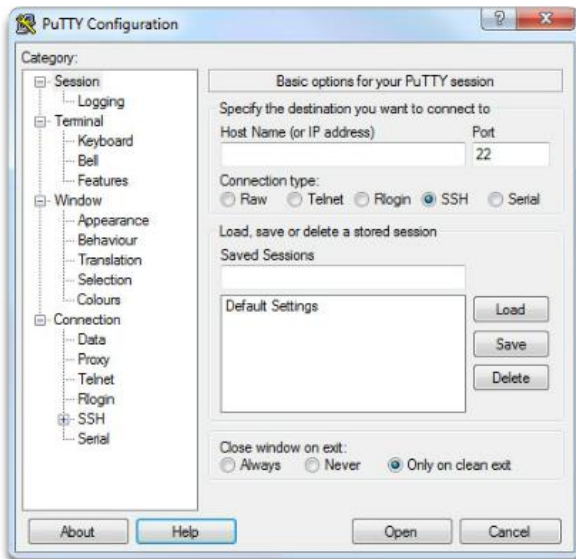 PuTTY Configuration
Category:
Session
Logging
Terminal
Keyboard
Bell
Features
Window
Appearance
Behaviour
Translation
Selection
Colours
Connection
Data
Proxy
Telnet
Rlogin
SSH
Serial
Basic options for your PuTTY session
Specify the destination you want to connect to
Host Name (or IP address) Port
22
Connection type:
Raw Telnet Rlogin SSH Serial
Load, save or delete a stored session
Saved Sessions
Default Settings
Load
Save
Delete
Close window on exit:
Always Never Only on clean exit
About Help Open Cancel